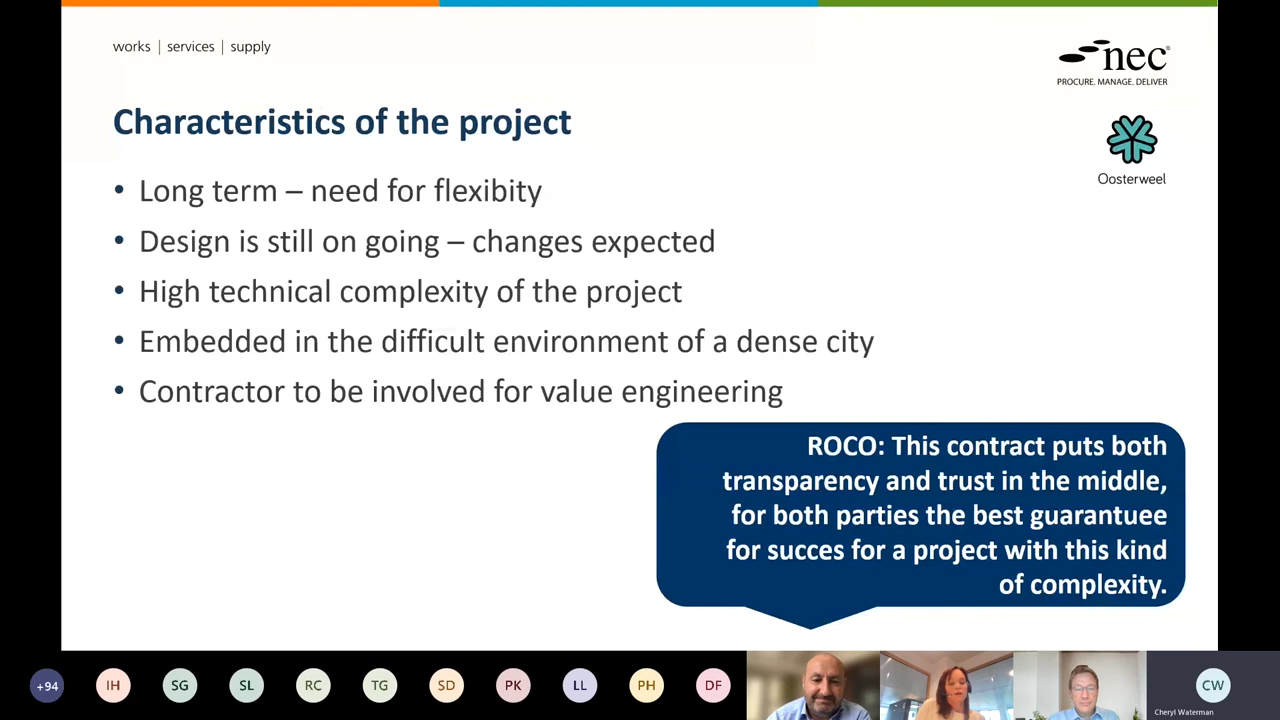 works | services | supply
nec®
PROCURE. MANAGE. DELIVER
Characteristics of the project
Oosterweel
• Long term – need for flexibity
• Design is still on going – changes expected
• High technical complexity of the project
• Embedded in the difficult environment of a dense city
• Contractor to be involved for value engineering
ROCO: This contract puts both
transparency and trust in the middle,
for both parties the best guarantuee
for succes for a project with this kind
of complexity.
+94 IH SG SL RC TG SD PK LL PH DF CW
Cheryl Waterman